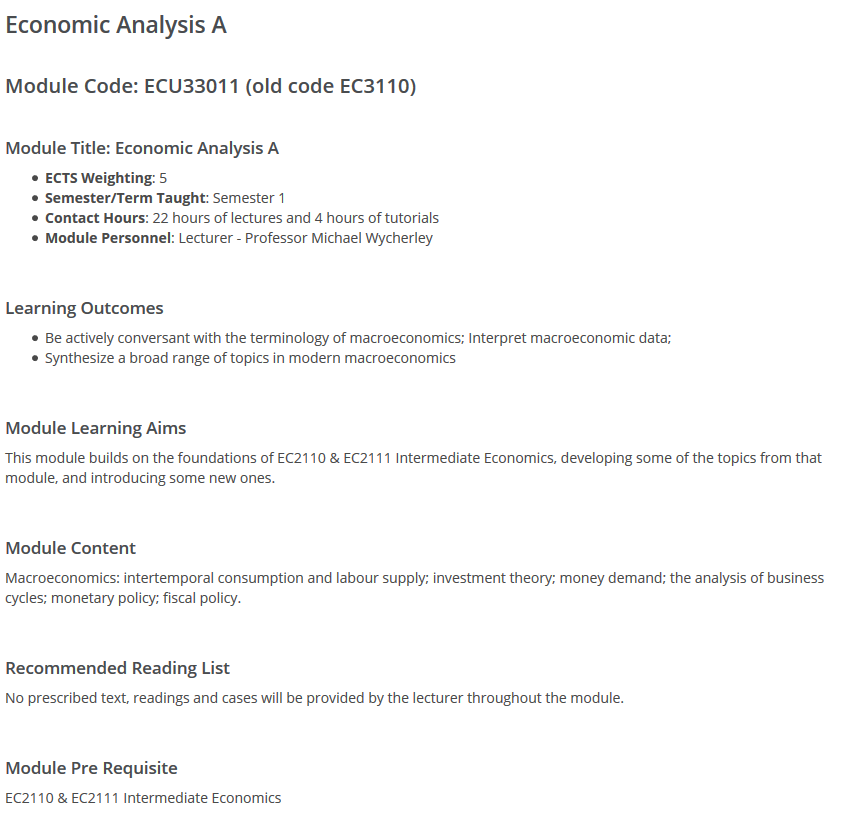 Economic Analysis A
Module Code: ECU33011 (old code EC3110)
Module Title: Economic Analysis A
• ECTS Weighting: 5
• Semester/Term Taught: Semester 1
• Contact Hours: 22 hours of lectures and 4 hours of tutorials
• Module Personnel: Lecturer - Professor Michael Wycherley
Learning Outcomes
• Be actively conversant with the terminology of macroeconomics; Interpret macroeconomic data;
• Synthesize a broad range of topics in modern macroeconomics
Module Learning Aims
This module builds on the foundations of EC2110 & EC2111 Intermediate Economics, developing some of the topics from that
module, and introducing some new ones.
Module Content
Macroeconomics: intertemporal consumption and labour supply; investment theory; money demand; the analysis of business
cycles; monetary policy; fiscal policy.
Recommended Reading List
No prescribed text, readings and cases will be provided by the lecturer throughout the module.
Module Pre Requisite
EC2110 & EC2111 Intermediate Economics